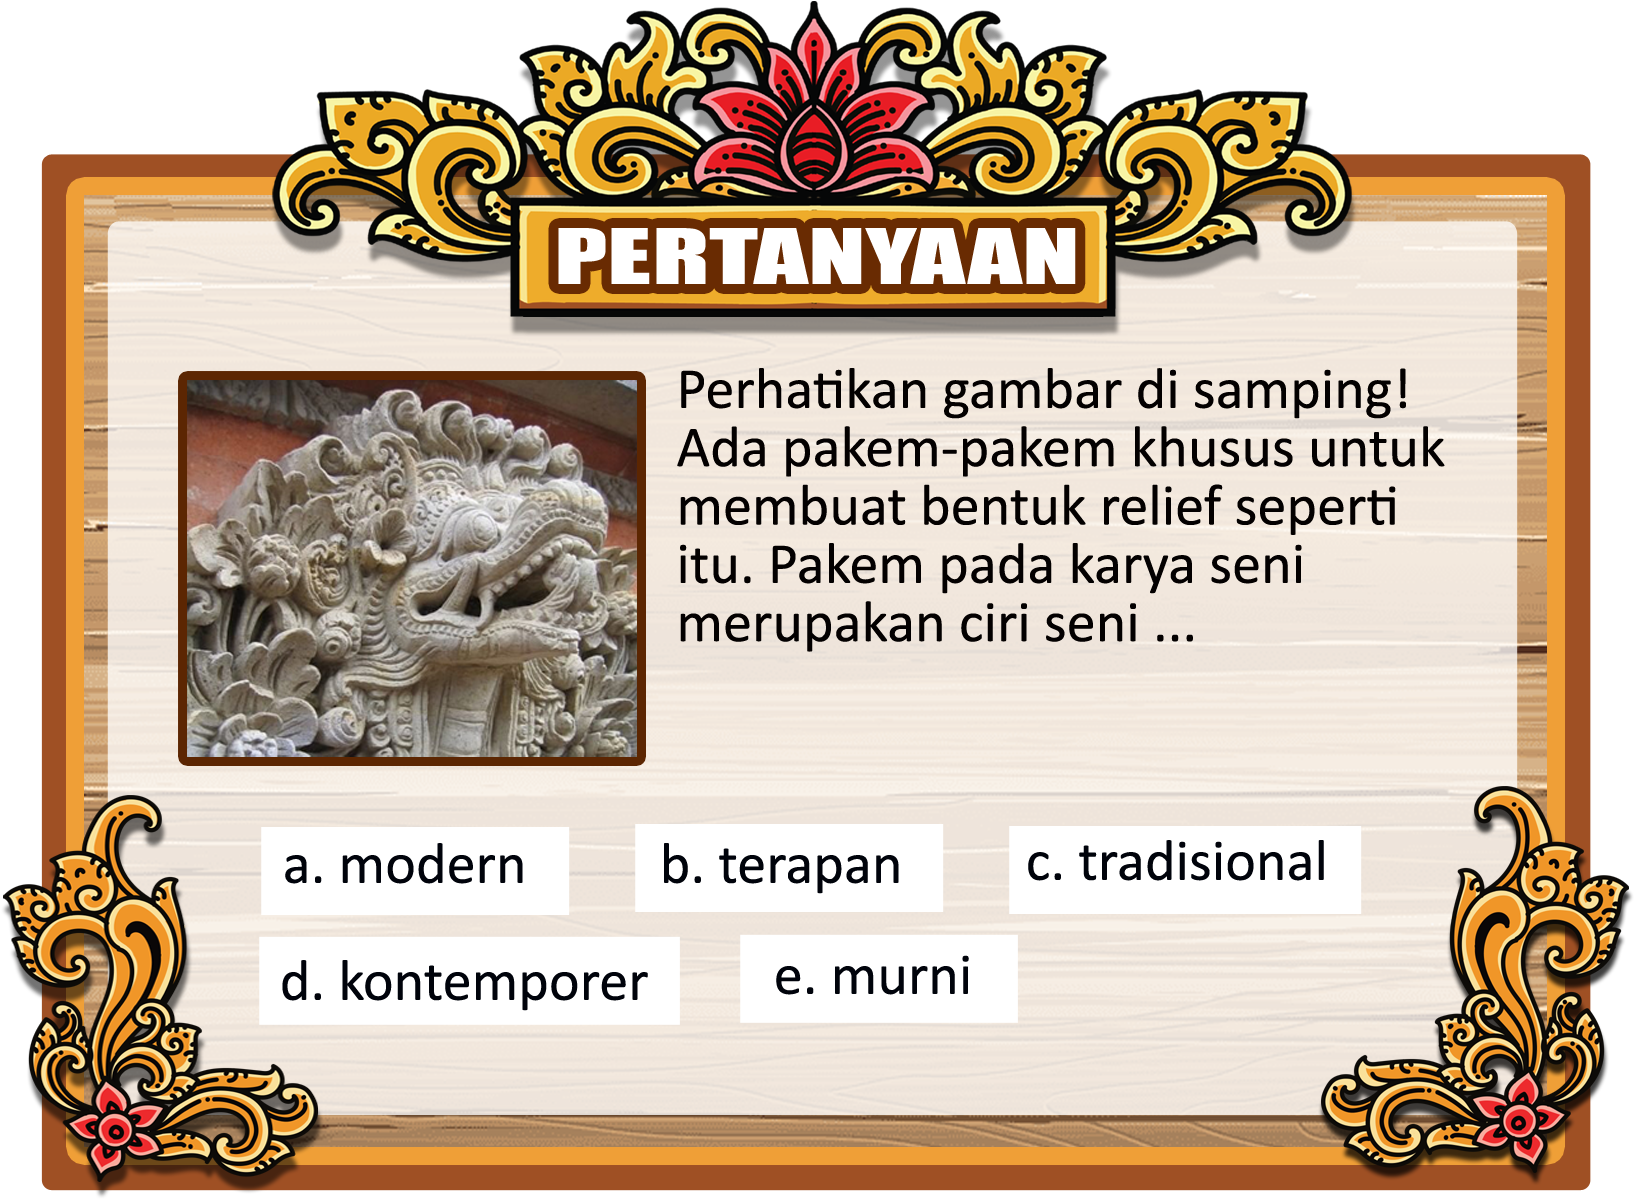 PERTANYAAN
Perhatikan gambar di samping!
Ada pakem-pakem khusus untuk
membuat bentuk relief seperti
itu. Pakem pada karya seni
merupakan ciri seni ...
a. modern
b. terapan
c. tradisional
d. kontemporer
e. murni